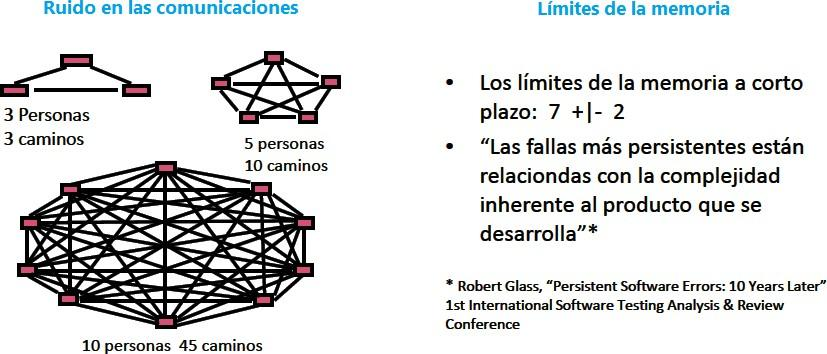 Ruido en las comunicaciones
3 Personas
3 caminos
5 personas
10 caminos
10 personas  45 caminos
Límites de la memoria
• Los límites de la memoria a corto
plazo:  7  +|-  2
• “Las fallas más persistentes están
relaciondas con la complejidad
inherente al producto que se
desarrolla”*
* Robert Glass, “Persistent Software Errors: 10 Years Later”
1st International Software Testing Analysis & Review
Conference